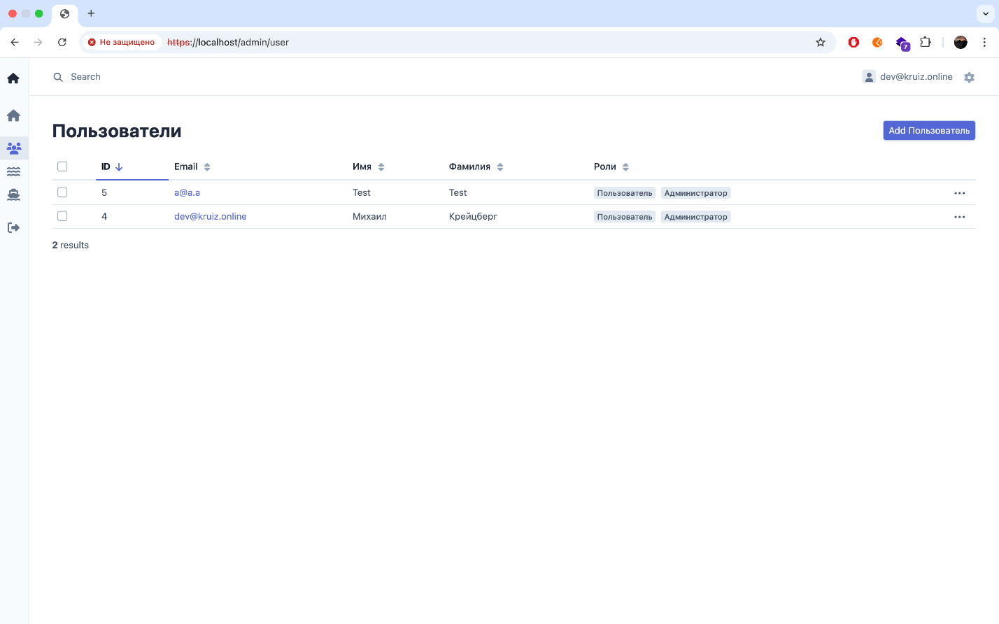 Не защищено https://localhost/admin/user
7
Search
dev@kruiz.online
Пользователи
Add Пользователь
ID Email Имя Фамилия Роли
5 a@a.a Test Test Пользователь Администратор
4 dev@kruiz.online Михаил Крейцберг Пользователь Администратор
2 results